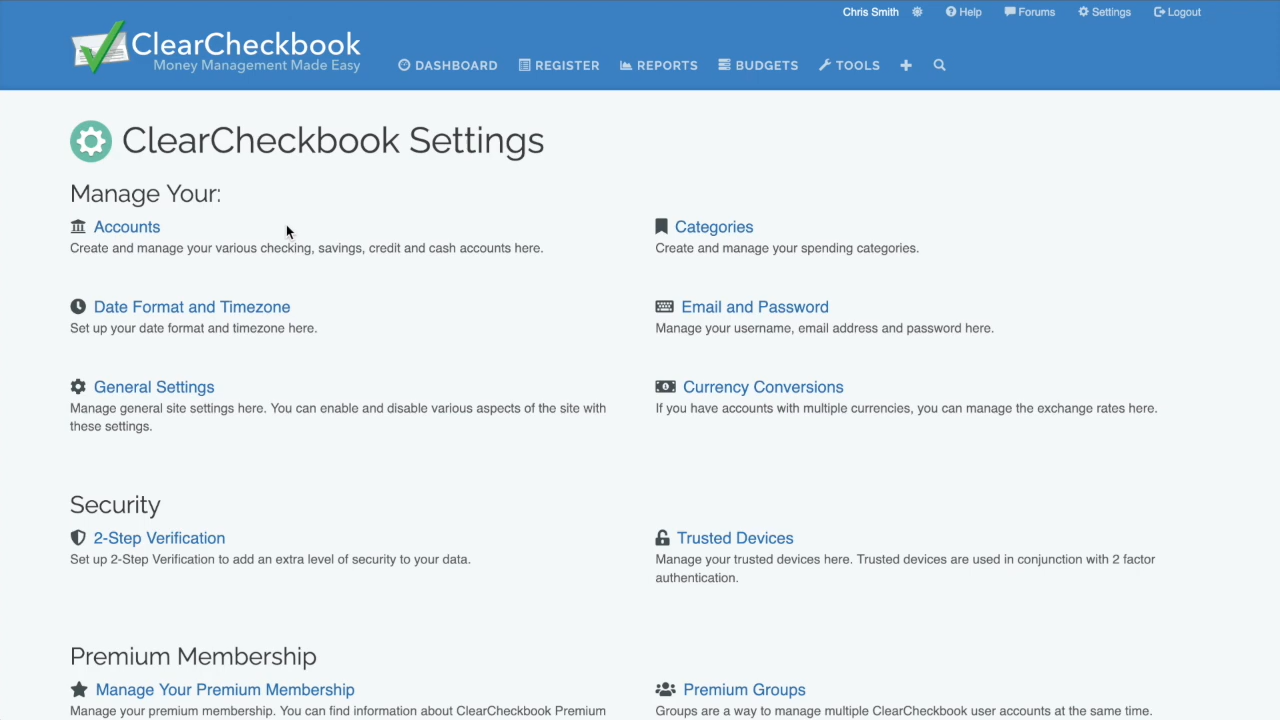 Chris Smith Help Forums Settings Logout
ClearCheckbook
Money Management Made Easy
DASHBOARD REGISTER REPORTS BUDGETS TOOLS
ClearCheckbook Settings
Manage Your:
Accounts
Create and manage your various checking, savings, credit and cash accounts here.
Categories
Create and manage your spending categories.
Date Format and Timezone
Set up your date format and timezone here.
Email and Password
Manage your username, email address and password here.
General Settings
Manage general site settings here. You can enable and disable various aspects of the site with
these settings.
Currency Conversions
If you have accounts with multiple currencies, you can manage the exchange rates here.
Security
2-Step Verification
Set up 2-Step Verification to add an extra level of security to your data.
Trusted Devices
Manage your trusted devices here. Trusted devices are used in conjunction with 2 factor
authentication.
Premium Membership
Manage Your Premium Membership
Manage your premium membership. You can find information about ClearCheckbook Premium
Premium Groups
Groups are a way to manage multiple ClearCheckbook user accounts at the same time.